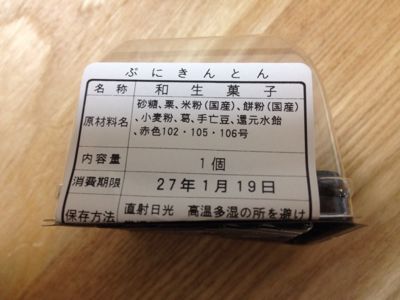 ぶにきんとん
名称 和生菓子
原材料名 砂糖、栗、米粉(国産)、餅粉(国産)
、小麦粉、葛、手亡豆、還元水飴
、赤色102・105・106号
内容量 1個
消費期限 27年1月19日
保存方法 直射日光 高温多湿の所を避け